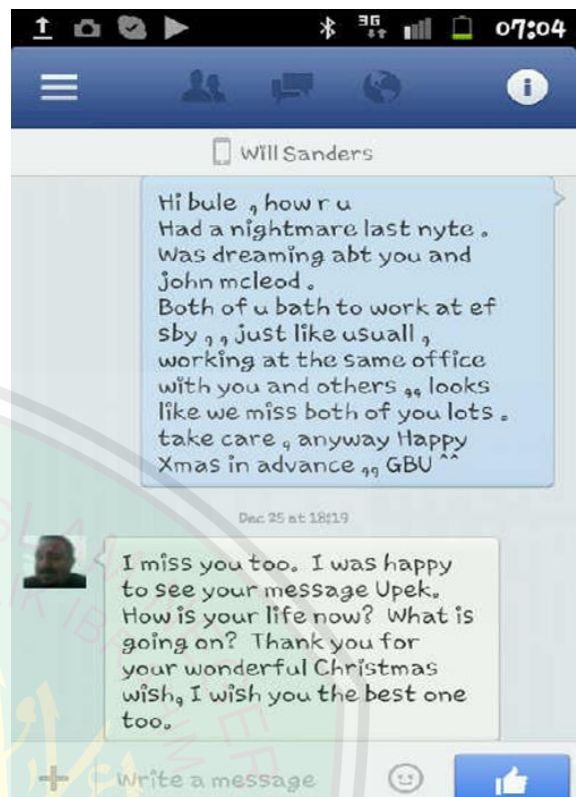 3G 07:04
i
Will Sanders
Hi bule , how r u
Had a nightmare last nyte .
Was dreaming abt you and
john mcleod .
Both of u bath to work at ef
sby , , just like usuall ,
working at the same office
with you and others ,, looks
like we miss both of you lots .
take care , anyway Happy
Xmas in advance ,, GBU ^^
Dec 25 at 18:19
I miss you too. I was happy
to see your message Upek.
How is your life now? What is
going on? Thank you for
your wonderful Christmas
wish, I wish you the best one
too.
Write a message